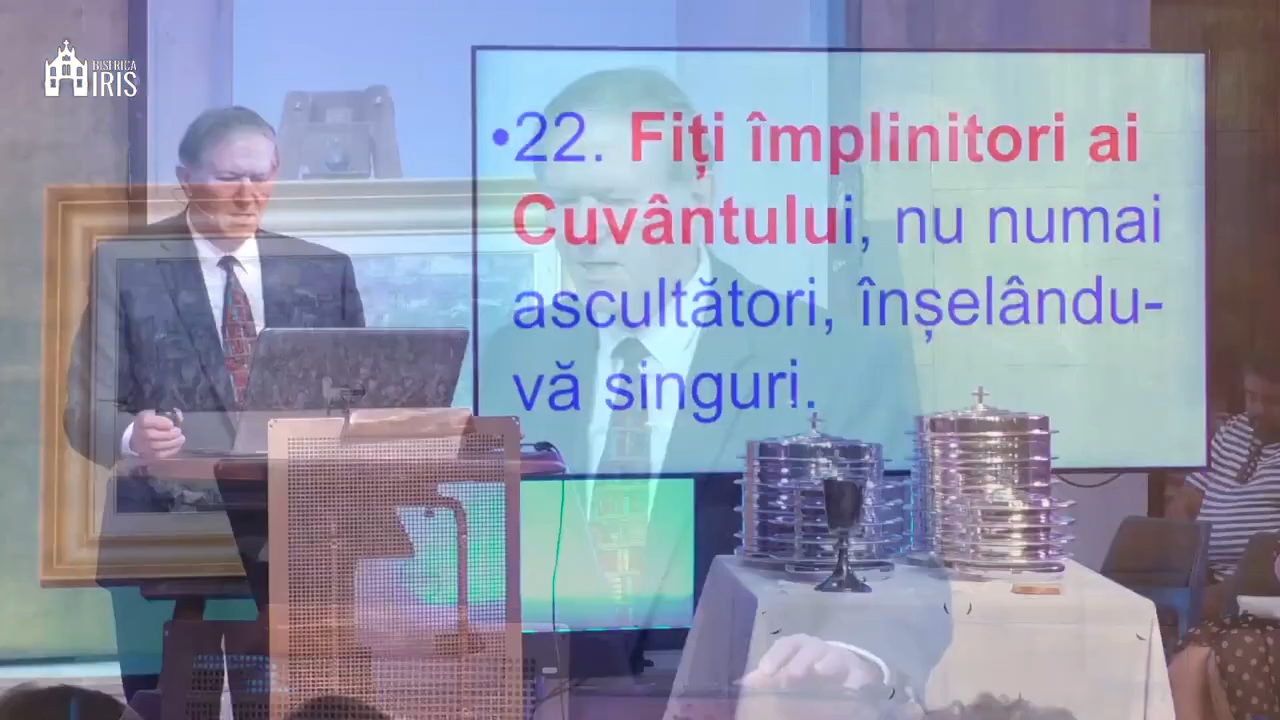 BISERICA
IRIS
•22. Fiți împlinitori ai
Cuvântului, nu numai
ascultători, înșelându-
vă singuri.